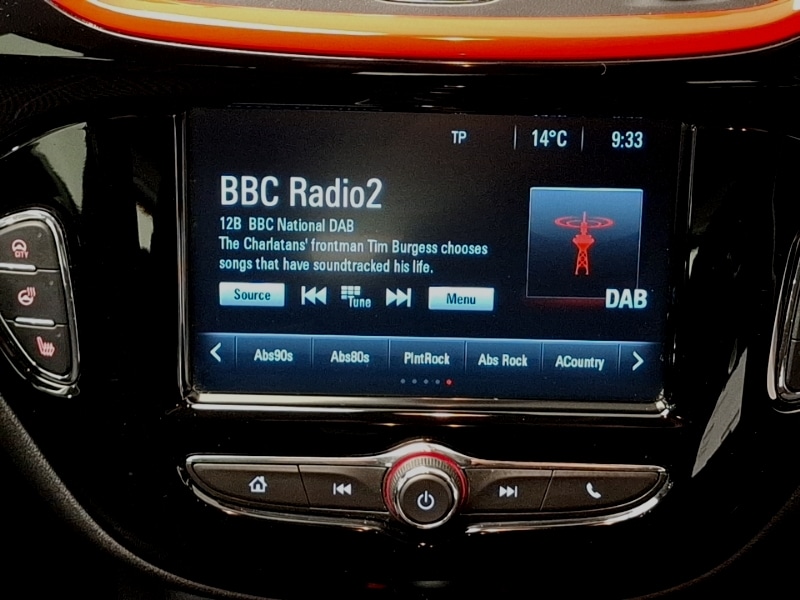 TP 14°C 9:33
BBC Radio2
12B BBC National DAB
The Charlatans' frontman Tim Burgess chooses
songs that have soundtracked his life.
Source Tune Menu
DAB
Abs90s Abs80s PlntRock Abs Rock ACountry
CITY